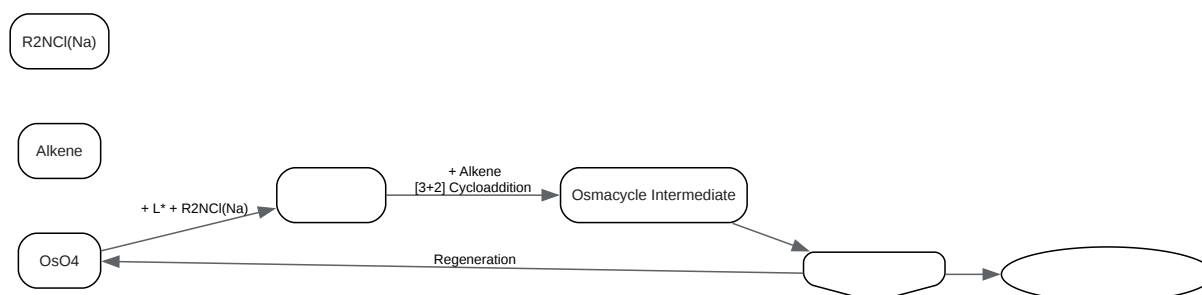 R2NCl(Na)
Alkene
+ Alkene
[3+2] Cycloaddition
Osmacycle Intermediate
+ L* + R2NCl(Na)
OsO4
Regeneration